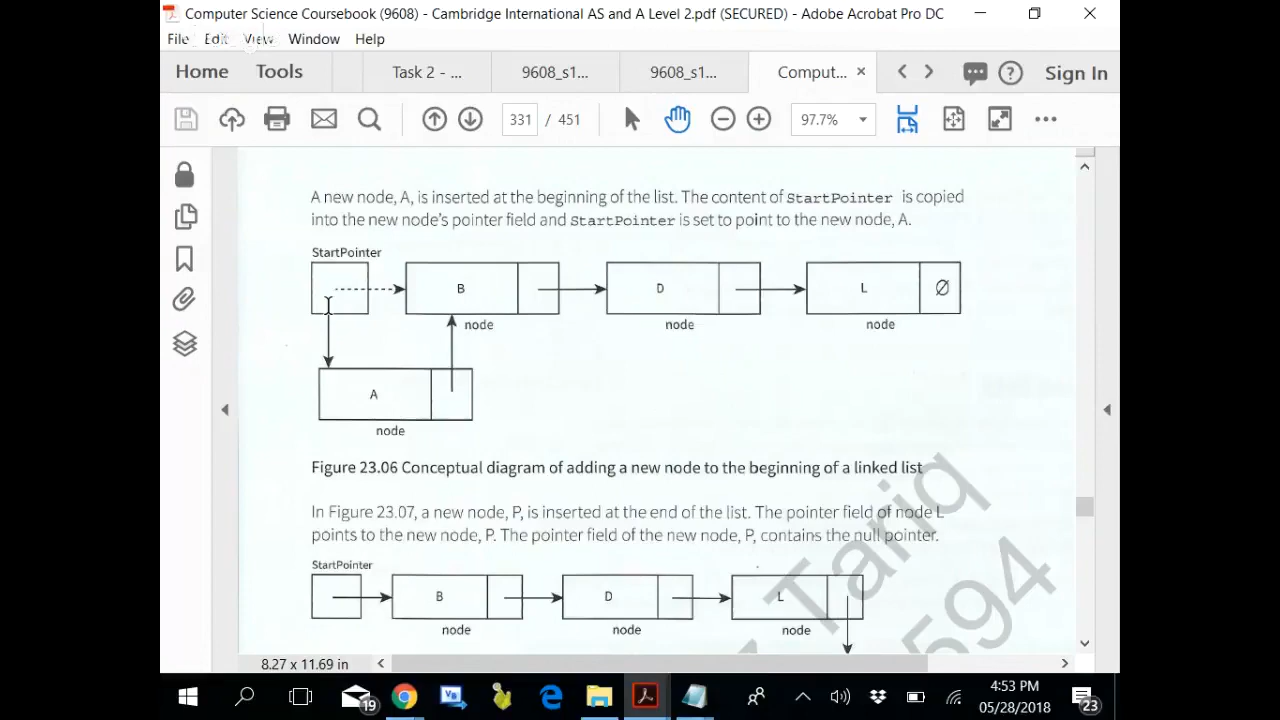 Computer Science Coursebook (9608) - Cambridge International AS and A Level 2.pdf (SECURED) - Adobe Acrobat Pro DC
File Edit View Window Help
Home Tools Task 2 - ... 9608_s1... 9608_s1... Comput... × Sign In
331 / 451 97.7%
A new node, A, is inserted at the beginning of the list. The content of StartPointer is copied
into the new node's pointer field and StartPointer is set to point to the new node, A.
StartPointer
B D L Ø
node node node
A
node
Figure 23.06 Conceptual diagram of adding a new node to the beginning of a linked list
In Figure 23.07, a new node, P, is inserted at the end of the list. The pointer field of node L
points to the new node, P. The pointer field of the new node, P, contains the null pointer.
StartPointer
B D L
node node node
Tariq
594
8.27 x 11.69 in
19
4:53 PM
05/28/2018
23